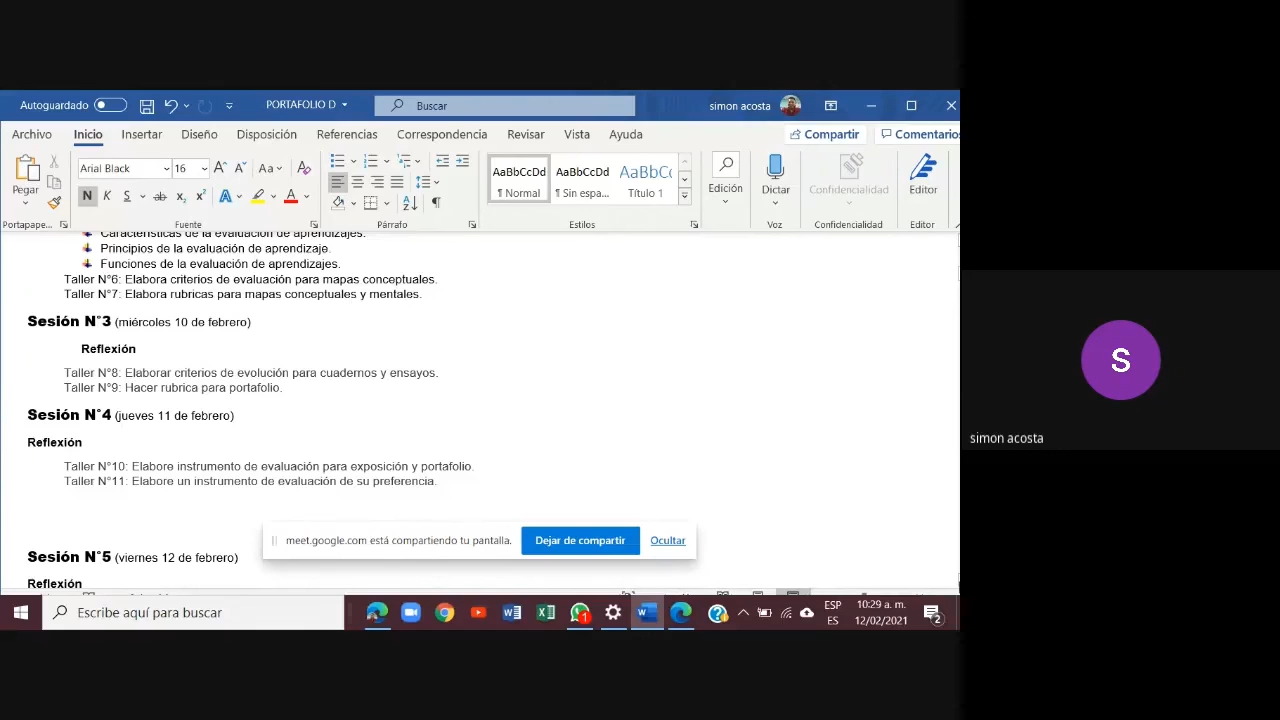 Autoguardado
PORTAFOLIO D
Buscar
simon acosta
Archivo Inicio Insertar Diseño Disposición Referencias Correspondencia Revisar Vista Ayuda Compartir Comentarios
Arial Black 16
Pegar
N K S ab x₂ x² A A
AaBbCcDd AaBbCcDd AaBbC
¶ Normal ¶ Sin espa... Título 1
Edición Dictar Confidencialidad Editor
Portapape... Fuente Párrafo Estilos Voz Confidencialidad Editor
Características de la evaluación de aprendizajes.
Principios de la evaluación de aprendizaje.
Funciones de la evaluación de aprendizajes.
Taller N°6: Elabora criterios de evaluación para mapas conceptuales.
Taller N°7: Elabora rubricas para mapas conceptuales y mentales.
Sesión N°3 (miércoles 10 de febrero)
Reflexión
Taller N°8: Elaborar criterios de evolución para cuadernos y ensayos.
Taller N°9: Hacer rubrica para portafolio.
Sesión N°4 (jueves 11 de febrero)
Reflexión
Taller N°10: Elabore instrumento de evaluación para exposición y portafolio.
Taller N°11: Elabore un instrumento de evaluación de su preferencia.
meet.google.com está compartiendo tu pantalla. Dejar de compartir Ocultar
Sesión N°5 (viernes 12 de febrero)
Reflexión
Escribe aquí para buscar
1
ESP
ES
10:29 a. m.
12/02/2021
2
S
simon acosta